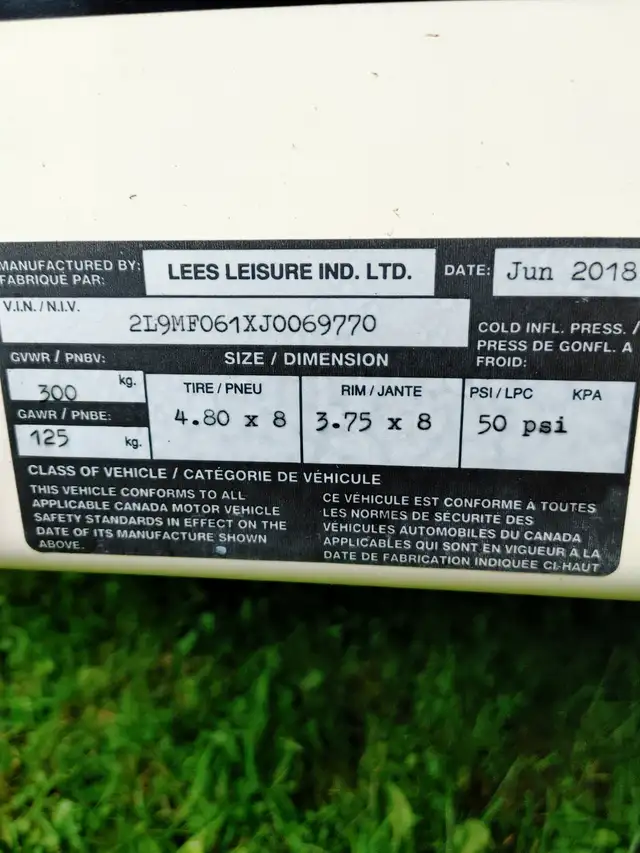 MANUFACTURED BY:
FABRIQUÉ PAR:
LEES LEISURE IND. LTD.
DATE:
Jun 2018
V.I.N. / N.I.V.
2L9MF061XJ0069770
COLD INFL. PRESS. /
PRESS DE GONFL. A
FROID:
GVWR / PNBV:
300 kg.
GAWR / PNBE:
125 kg.
SIZE / DIMENSION
TIRE / PNEU
4.80 x 8
RIM / JANTE
3.75 x 8
PSI / LPC KPA
50 psi
CLASS OF VEHICLE / CATÉGORIE DE VÉHICULE
THIS VEHICLE CONFORMS TO ALL
APPLICABLE CANADA MOTOR VEHICLE
SAFETY STANDARDS IN EFFECT ON THE
DATE OF ITS MANUFACTURE SHOWN
ABOVE.
CE VÉHICULE EST CONFORME À TOUTES
LES NORMES DE SÉCURITÉ DES
VÉHICULES AUTOMOBILES DU CANADA
APPLICABLES QUI SONT EN VIGUEUR À LA
DATE DE FABRICATION INDIQUÉE CI-HAUT